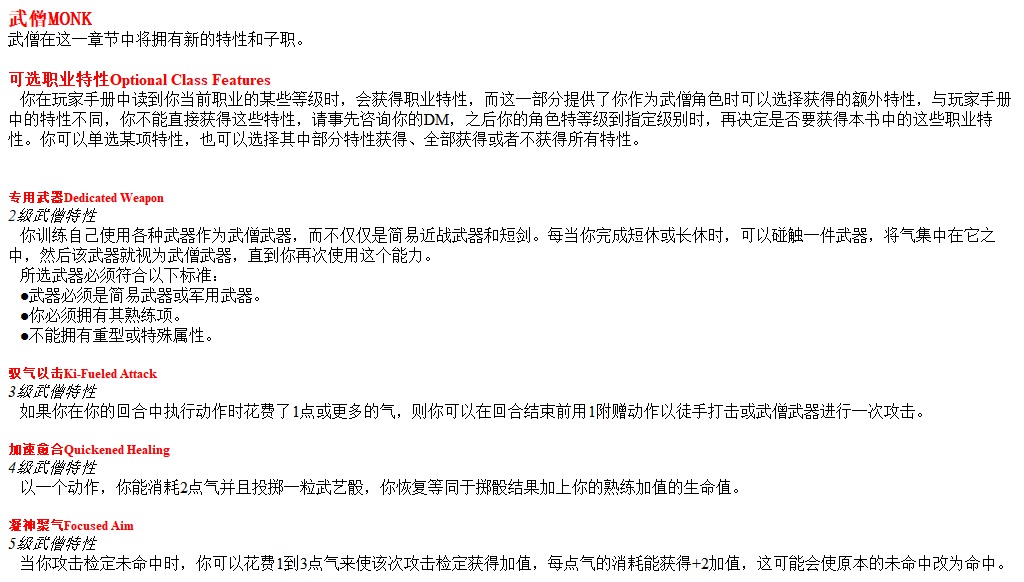 武僧MONK
武僧在这一章节中将拥有新的特性和子职。
可选职业特性Optional Class Features
你在玩家手册中读到你当前职业的某些等级时，会获得职业特性，而这一部分提供了你作为武僧角色时可以选择获得的额外特性，与玩家手册
中的特性不同，你不能直接获得这些特性，请事先咨询你的DM，之后你的角色特等级到指定级别时，再决定是否要获得本书中的这些职业特
性。你可以单选某项特性，也可以选择其中部分特性获得、全部获得或者不获得所有特性。
专用武器Dedicated Weapon
2级武僧特性
你训练自己使用各种武器作为武僧武器，而不仅仅是简易近战武器和短剑。每当你完成短休或长休时，可以碰触一件武器，将气集中在它之
中，然后该武器就视为武僧武器，直到你再次使用这个能力。
所选武器必须符合以下标准：
●武器必须是简易武器或军用武器。
●你必须拥有其熟练项。
●不能拥有重型或特殊属性。
驭气以击Ki-Fueled Attack
3级武僧特性
如果你在你的回合中执行动作时花费了1点或更多的气，则你可以在回合结束前用1附赠动作以徒手打击或武僧武器进行一次攻击。
加速愈合Quickened Healing
4级武僧特性
以一个动作，你能消耗2点气并且投掷一粒武艺骰，你恢复等同于掷骰结果加上你的熟练加值的生命值。
凝神聚气Focused Aim
5级武僧特性
当你攻击检定未命中时，你可以花费1到3点气来使该次攻击检定获得加值，每点气的消耗能获得+2加值，这可能会使原本的未命中改为命中。